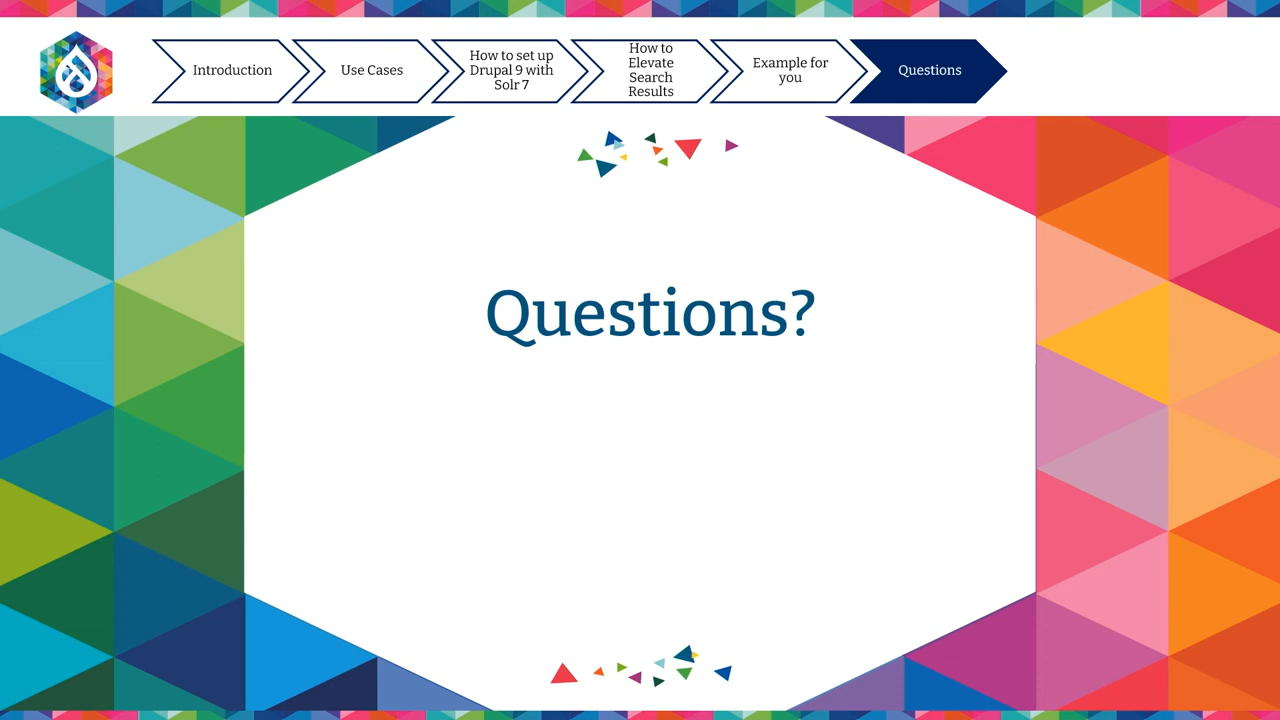 Introduction
Use Cases
How to set up
Drupal 9 with
Solr 7
How to
Elevate
Search
Results
Example for
you
Questions
Questions?